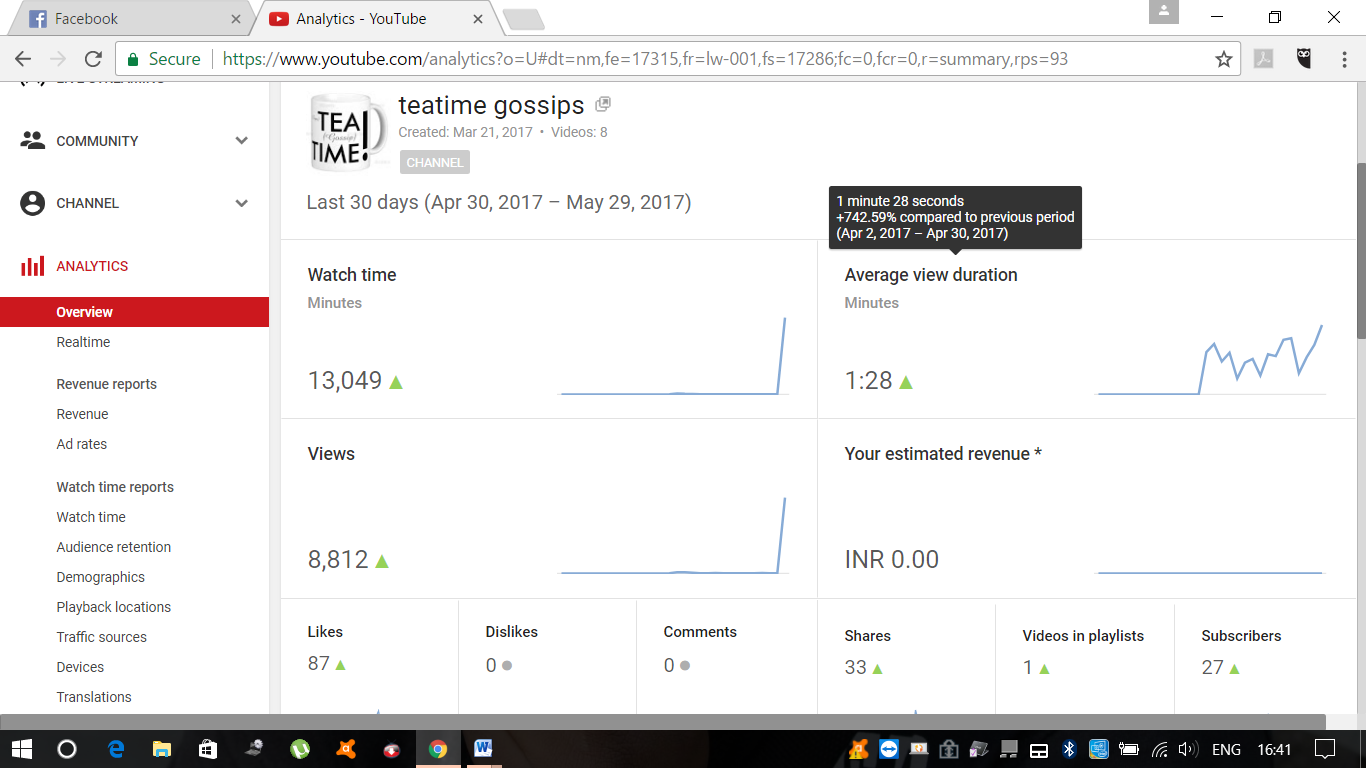 Facebook
Analytics - YouTube
Secure
https://www.youtube.com/analytics?o=U#dt=nm,fe=17315,fr=lw-001,fs=17286;fc=0,fcr=0,r=summary,rps=93
LIVE STREAMING
COMMUNITY
CHANNEL
ANALYTICS
Overview
Realtime
Revenue reports
Revenue
Ad rates
Watch time reports
Watch time
Audience retention
Demographics
Playback locations
Traffic sources
Devices
Translations
TEA
TIME!
teatime gossips
Created: Mar 21, 2017 • Videos: 8
CHANNEL
Last 30 days (Apr 30, 2017 – May 29, 2017)
1 minute 28 seconds
+742.59% compared to previous period
(Apr 2, 2017 – Apr 30, 2017)
Watch time
Minutes
13,049
Average view duration
Minutes
1:28
Views
8,812
Your estimated revenue *
INR 0.00
Likes
87
Dislikes
0
Comments
0
Shares
33
Videos in playlists
1
Subscribers
27
ENG
16:41